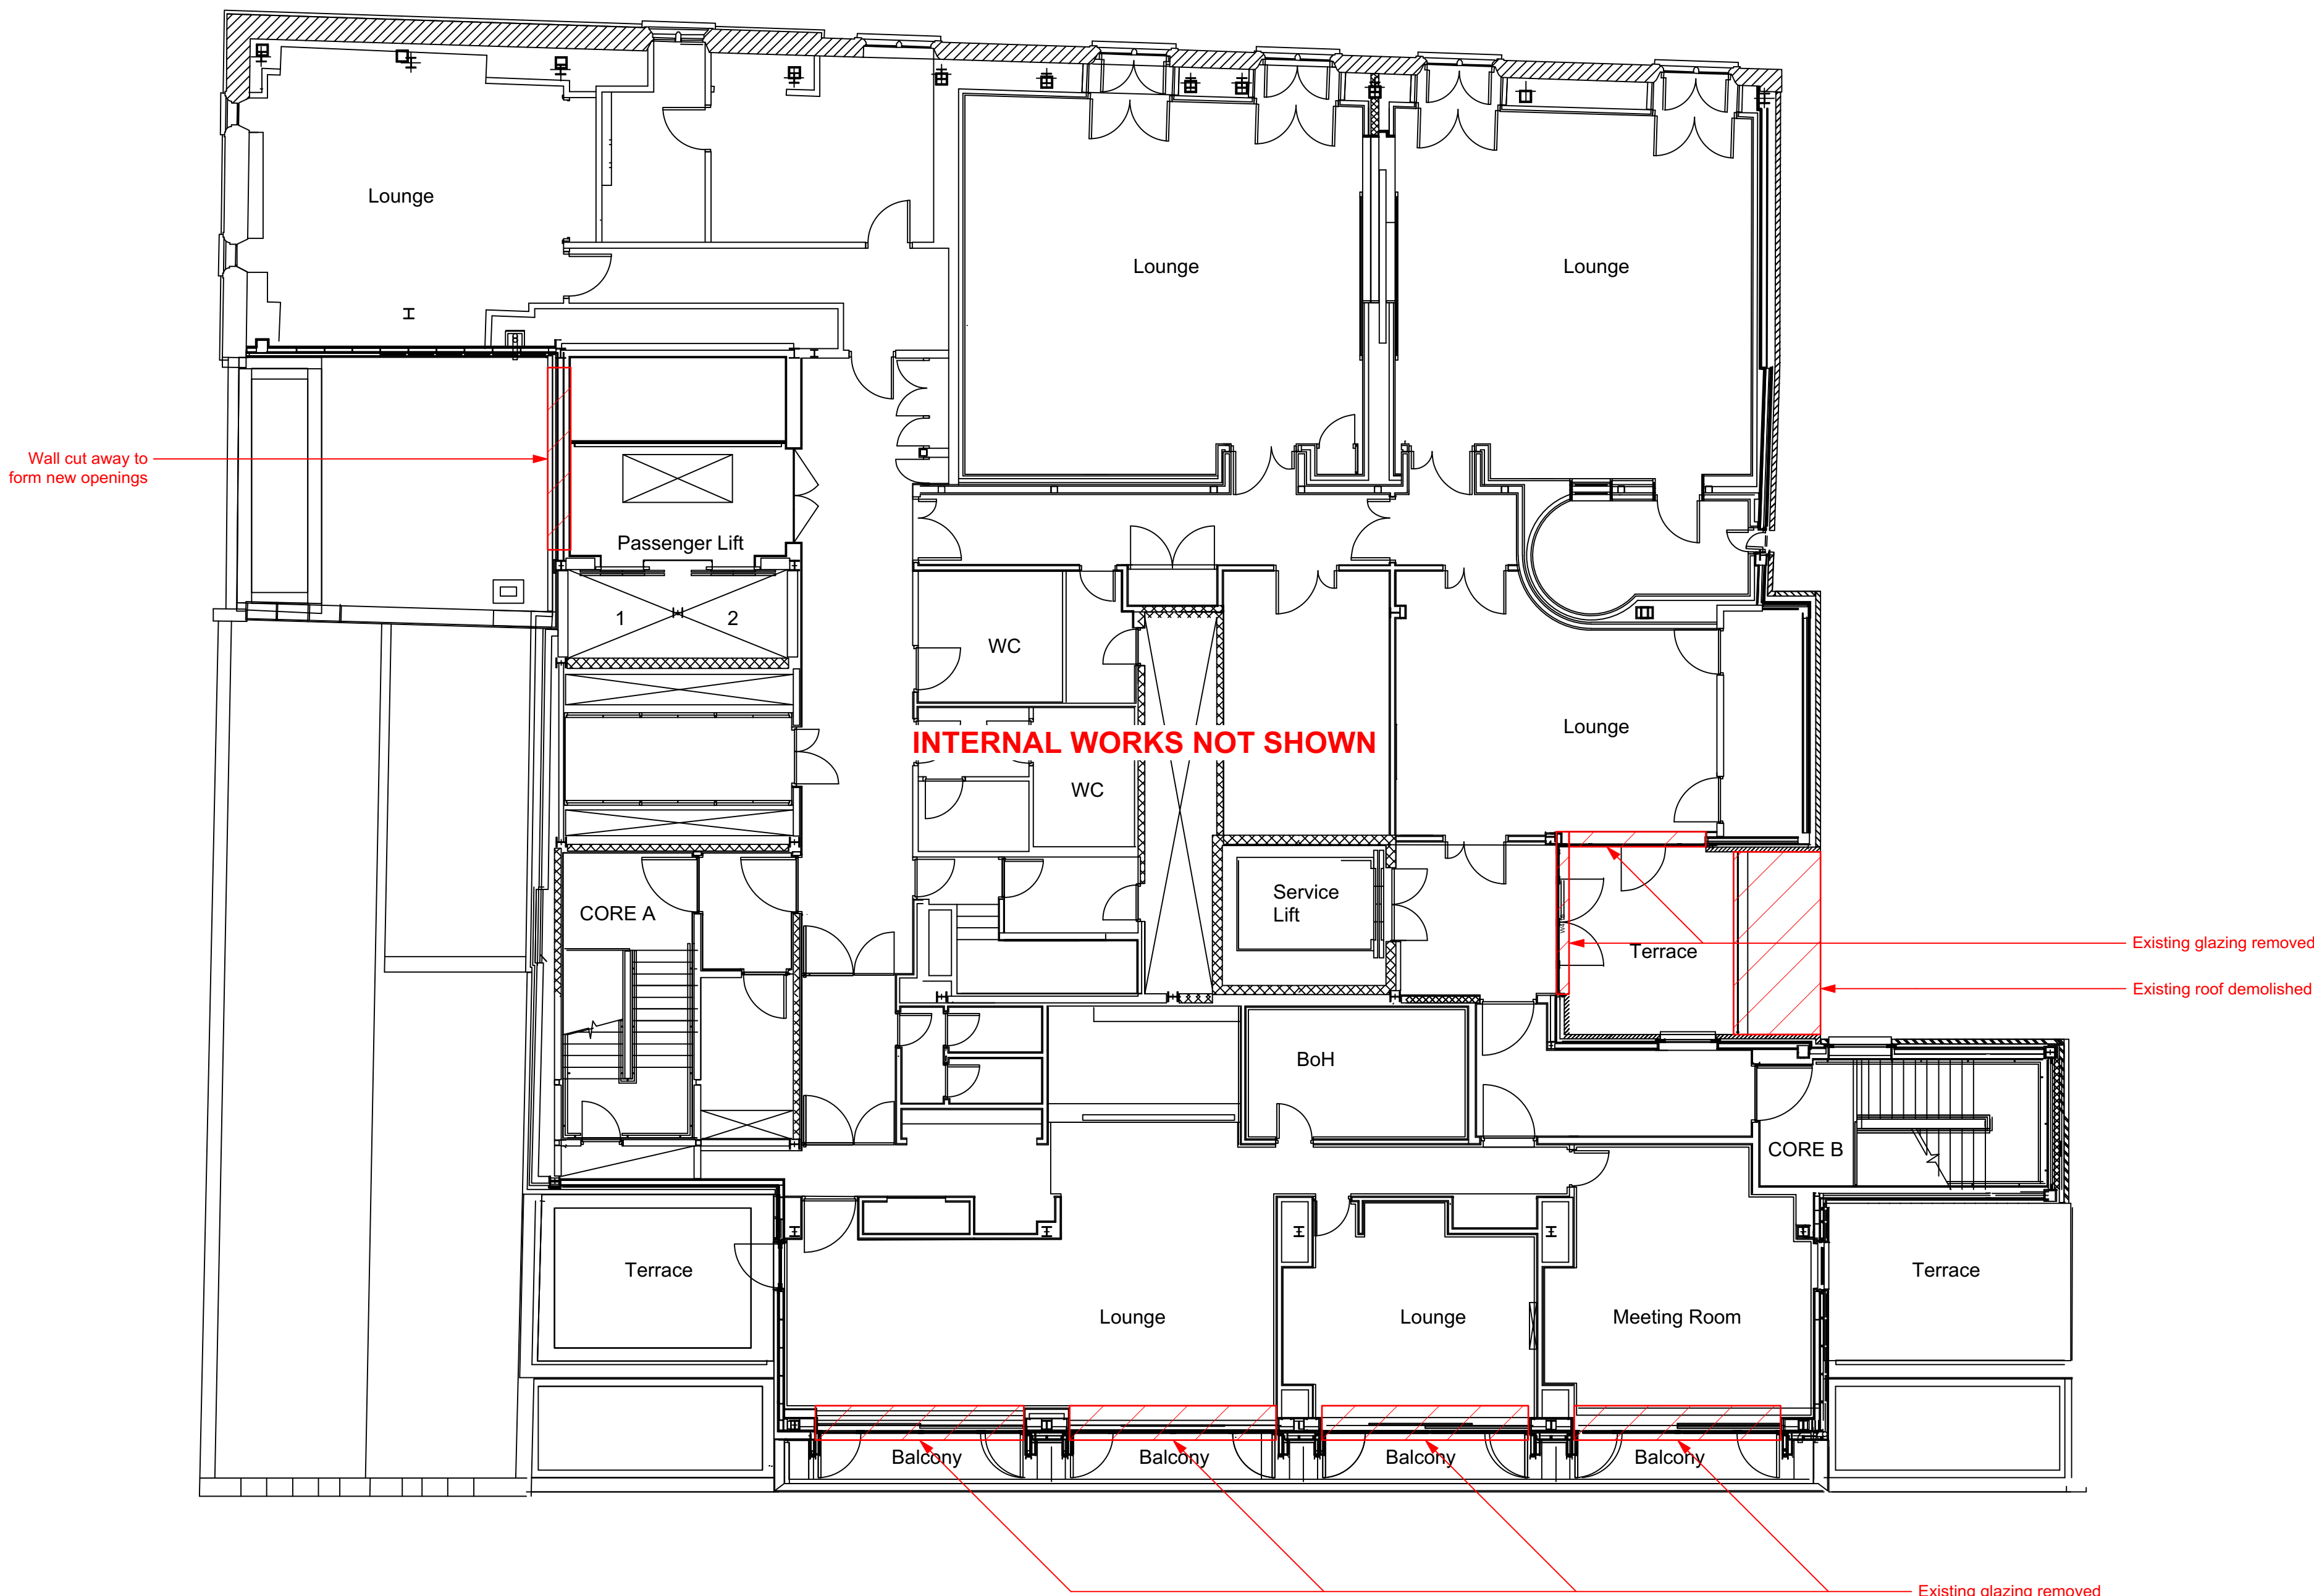 Lounge
Lounge
Lounge
Wall cut away to
form new openings
Passenger Lift
1
2
WC
Lounge
INTERNAL WORKS NOT SHOWN
WC
Service
Lift
CORE A
Terrace
Existing glazing removed
Existing roof demolished
BoH
CORE B
Terrace
Terrace
Lounge
Lounge
Meeting Room
Balcony
Balcony
Balcony
Balcony
Existing glazing removed